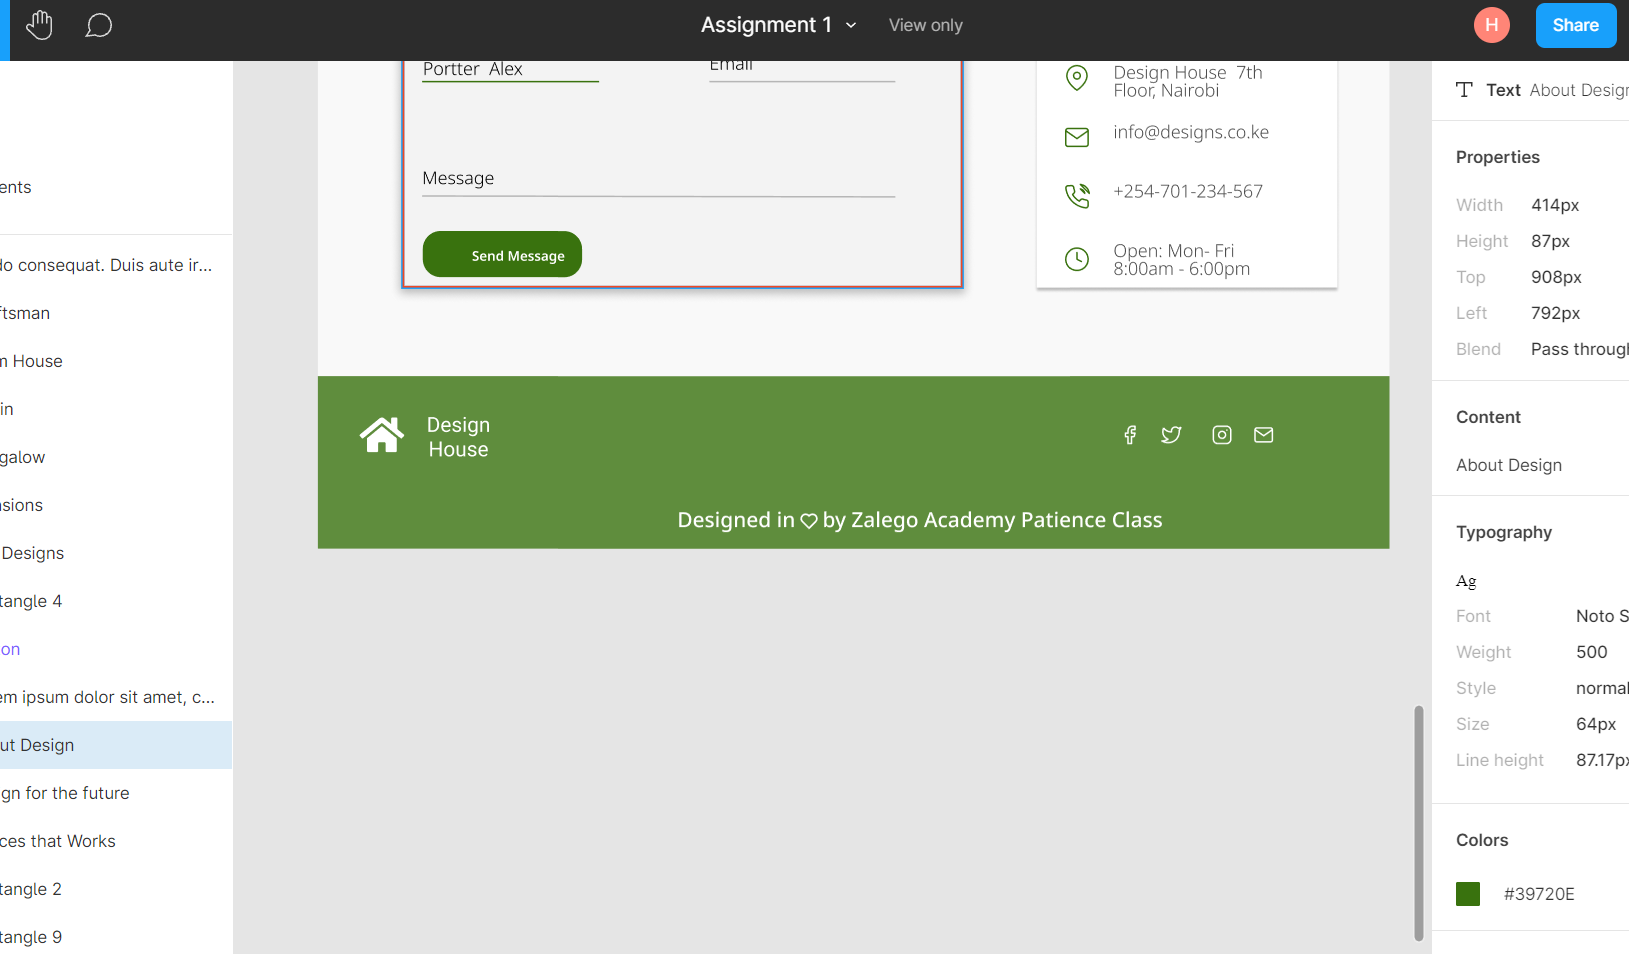 Assignment 1
View only
H
Share
ents
do consequat. Duis aute ir...
ftsman
m House
in
galow
sions
Designs
tangle 4
on
em ipsum dolor sit amet, c...
ut Design
gn for the future
ces that Works
tangle 2
tangle 9
Portter Alex
Email
Message
Send Message
Design House 7th
Floor, Nairobi
info@designs.co.ke
+254-701-234-567
Open: Mon- Fri
8:00am - 6:00pm
Design
House
Designed in by Zalego Academy Patience Class
Text About Design
Properties
Width 414px
Height 87px
Top 908px
Left 792px
Blend Pass through
Content
About Design
Typography
Ag
Font Noto S
Weight 500
Style normal
Size 64px
Line height 87.17px
Colors
#39720E